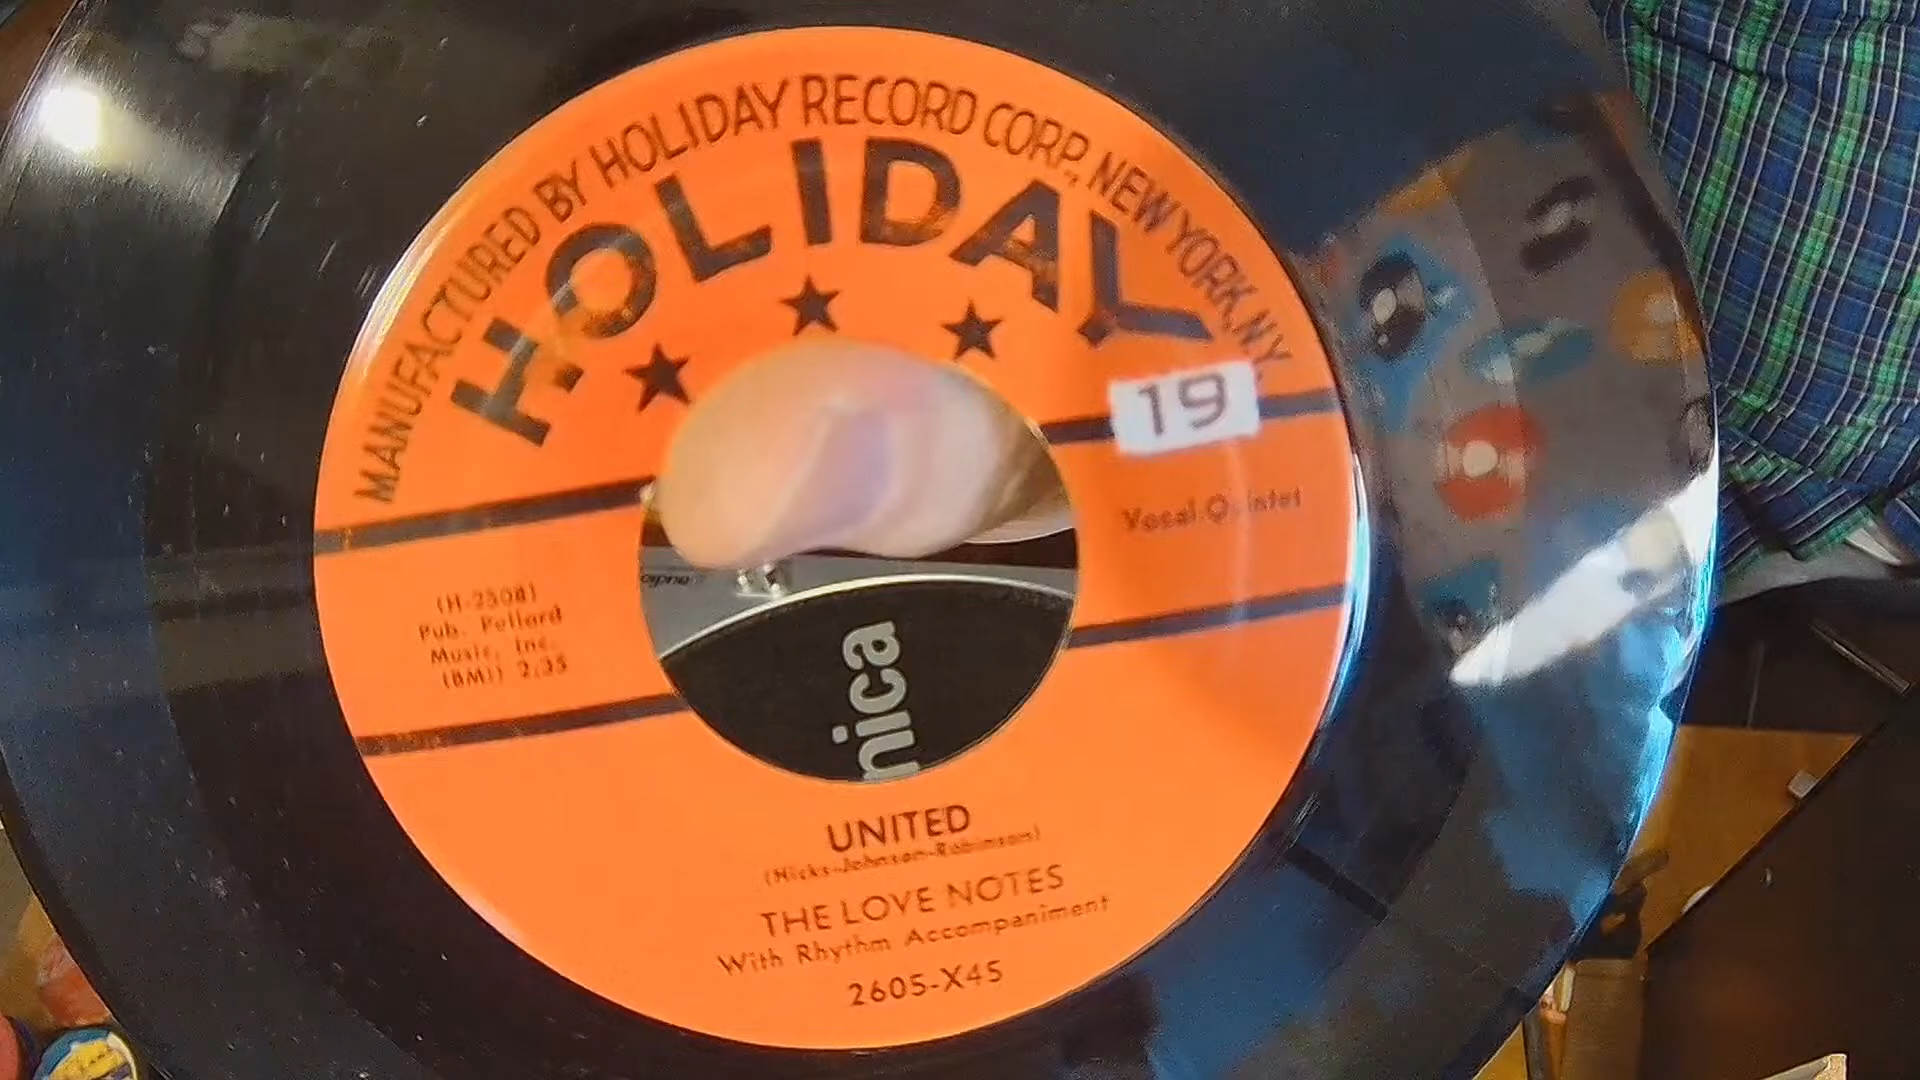 MANUFACTURED BY HOLIDAY RECORD CORP., NEW YORK, N.Y.
HOLIDAY
19
Vocal Quintet
(H-2508)
Pub. Pollard
Music, Inc.
(BMI) 2:35
nica
UNITED
(Hicks-Johnson-Robinson)
THE LOVE NOTES
With Rhythm Accompaniment
2605-X45